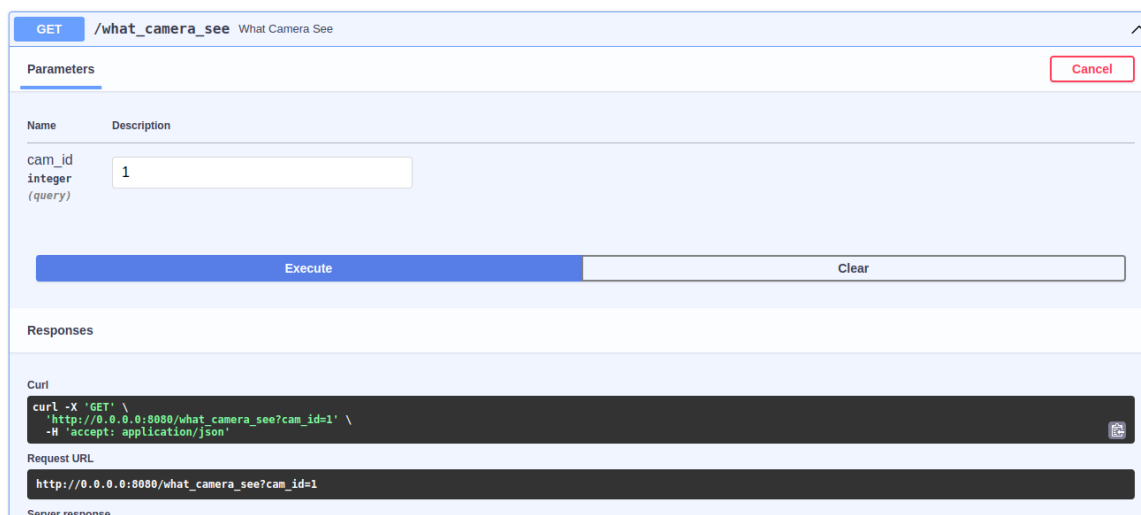 GET /what_camera_see What Camera See
Parameters
Cancel
Name Description
cam_id
integer
(query)
1
Execute
Clear
Responses
Curl
curl -X 'GET' \
'http://0.0.0.0:8080/what_camera_see?cam_id=1' \
-H 'accept: application/json'
Request URL
http://0.0.0.0:8080/what_camera_see?cam_id=1
Server response